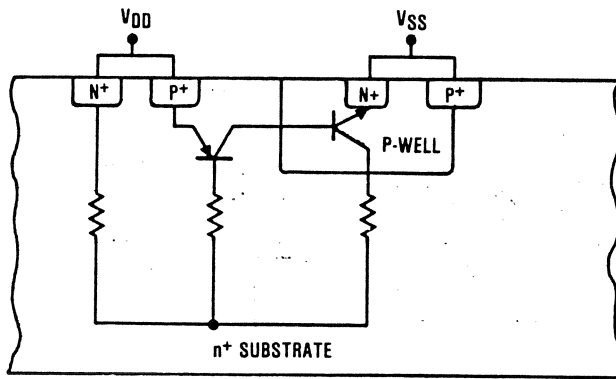 VDD
VSS
N+
P+
N+
P+
P-WELL
n+ SUBSTRATE